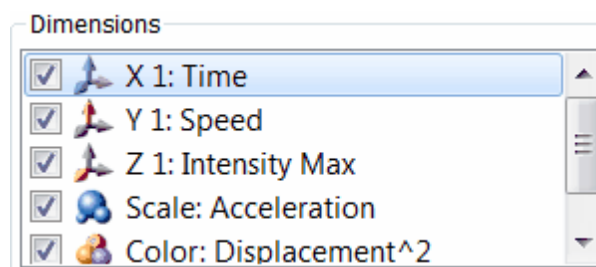 Dimensions
X 1: Time
Y 1: Speed
Z 1: Intensity Max
Scale: Acceleration
Color: Displacement^2